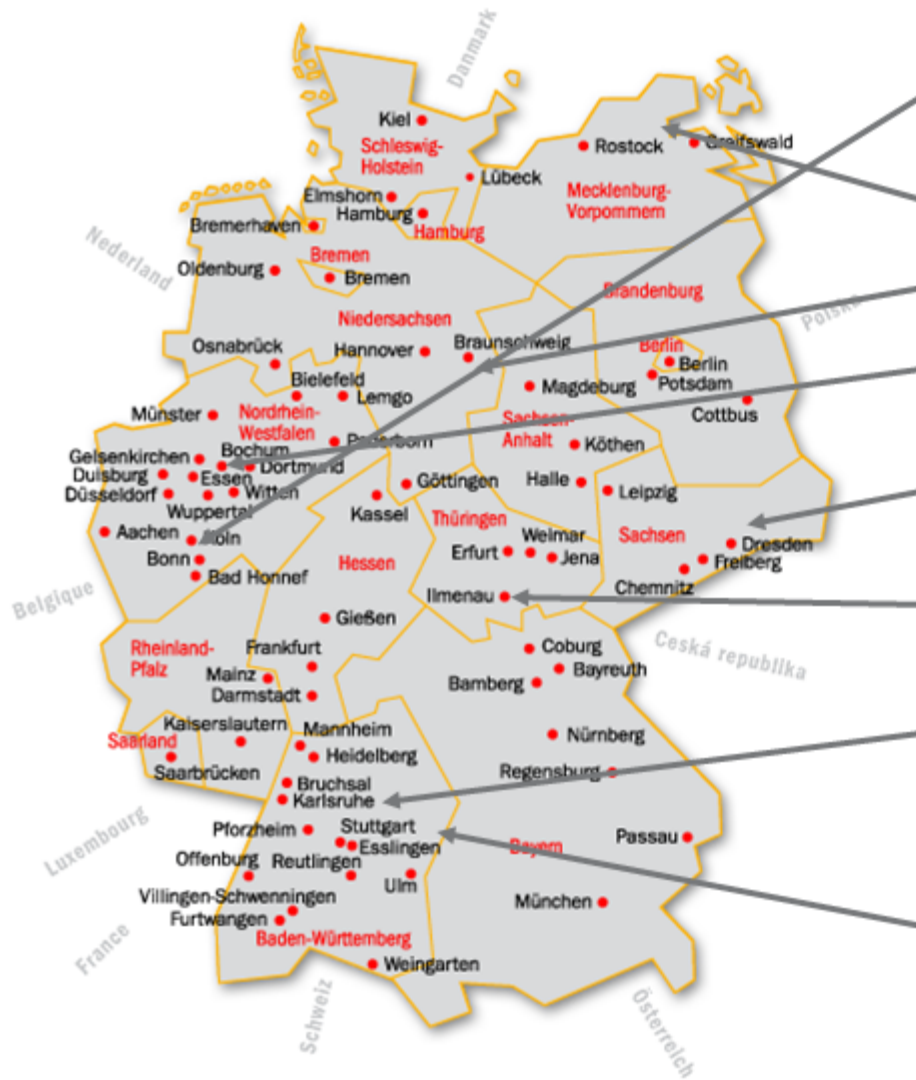 Danmark
Kiel
Schleswig-
Holstein
Rostock
Greifswald
Lübeck
Mecklenburg-
Vorpommern
Elmshorn
Hamburg
Hamburg
Bremerhaven
Nederland
Bremen
Oldenburg
Bremen
Brandenburg
Polska
Niedersachsen
Hannover
Braunschweig
Osnabrück
Berlin
Berlin
Potsdam
Bielefeld
Lemgo
Magdeburg
Cottbus
Münster
Nordrhein-
Westfalen
Sachsen-
Anhalt
Paderborn
Köthen
Gelsenkirchen
Bochum
Dortmund
Duisburg
Essen
Düsseldorf
Witten
Wuppertal
Göttingen
Halle
Leipzig
Kassel
Thüringen
Sachsen
Aachen
Köln
Weimar
Erfurt
Jena
Dresden
Freiberg
Chemnitz
Bonn
Hessen
Bad Honnef
Belgique
Ilmenau
Gießen
Ceská republika
Rheinland-
Pfalz
Frankfurt
Coburg
Bayreuth
Mainz
Bamberg
Darmstadt
Kaiserslautern
Mannheim
Saarland
Nürnberg
Heidelberg
Saarbrücken
Regensburg
Bruchsal
Karlsruhe
Luxembourg
Pforzheim
Stuttgart
Esslingen
Passau
Bayern
Offenburg
Reutlingen
Ulm
Villingen-Schwenningen
Furtwangen
München
France
Baden-Württemberg
Weingarten
Schweiz
Österreich